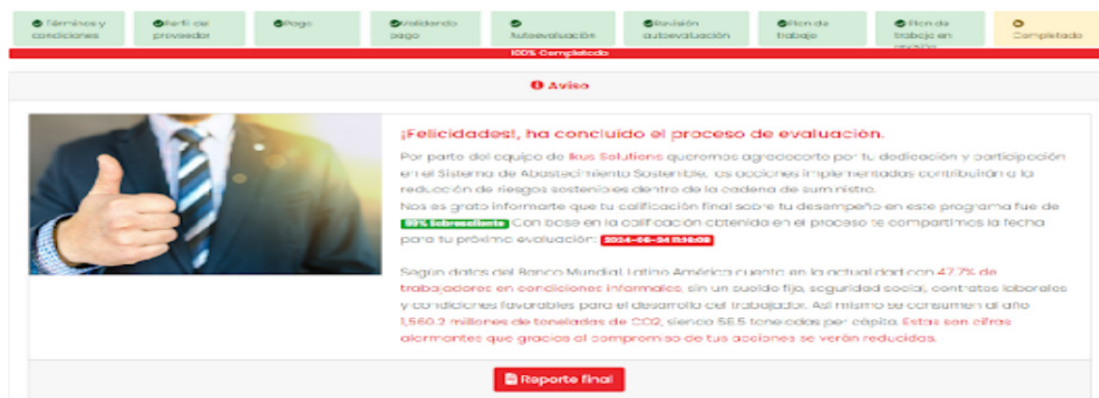 Términos y condiciones
Perfil del proveedor
Pago
Validando pago
Autoevaluación
Revisión autoevaluación
Plan de trabajo
Plan de trabajo en revisión
Completado
100% Completado
Aviso
¡Felicidades!, ha concluido el proceso de evaluación.
Por parte del equipo de Ikus Solutions queremos agradecerte por tu dedicación y participación
en el Sistema de Abastecimiento Sostenible, las acciones implementadas contribuirán a la
reducción de riesgos sostenibles dentro de la cadena de suministro.
Nos es grato informarte que tu calificación final sobre tu desempeño en este programa fue de
99% Sobresaliente Con base en la calificación obtenida en el proceso te compartimos la fecha
para tu próxima evaluación:
Según datos del Banco Mundial, Latino América cuenta en la actualidad con 47.7% de
trabajadores en condiciones informales, sin un sueldo fijo, seguridad social, contratos laborales
y condiciones favorables para el desarrollo del trabajador. Así mismo se consumen al año
1,560.2 millones de toneladas de CO2, siendo 56.5 toneladas per cápita. Estas son cifras
alarmantes que gracias al compromiso de tus acciones se verán reducidas.
Reporte final